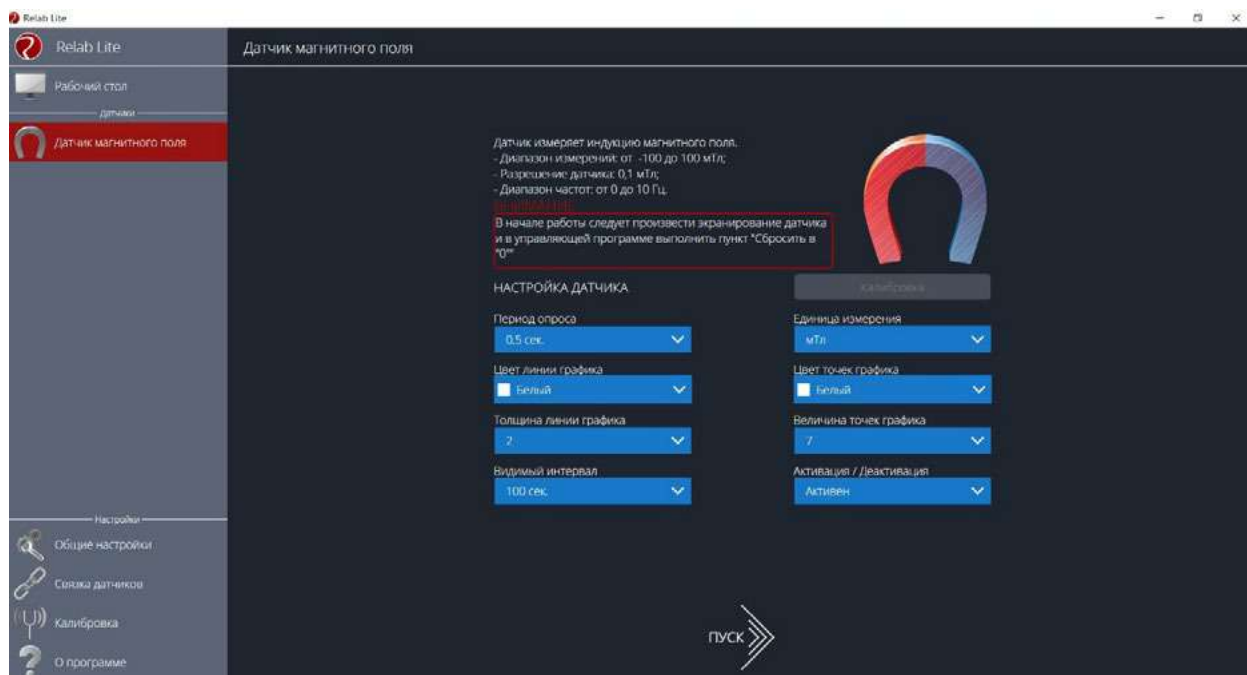 Relab Lite
Relab Lite
Датчик магнитного поля
Рабочий стол
Датчики
Датчик магнитного поля
Датчик измеряет индукцию магнитного поля.
- Диапазон измерений: от -100 до 100 мТл;
- Разрешение датчика: 0,1 мТл;
- Диапазон частот: от 0 до 10 Гц.
ВНИМАНИЕ
В начале работы следует произвести экранирование датчика
и в управляющей программе выполнить пункт "Сбросить в
"0""
НАСТРОЙКА ДАТЧИКА
Калибровка
Период опроса
Единица измерения
0.5 сек.
мТл
Цвет линии графика
Цвет точек графика
Белый
Белый
Толщина линии графика
Величина точек графика
2
7
Видимый интервал
Активация / Деактивация
100 сек.
Активен
Настройки
Общие настройки
Связка датчиков
Калибровка
О программе
ПУСК